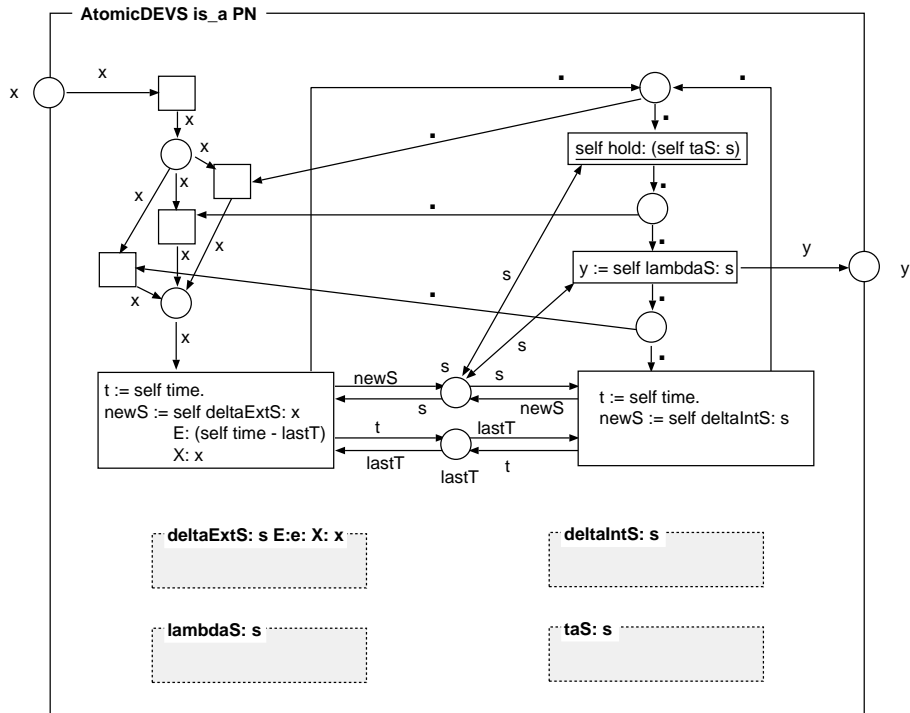 AtomicDEVS is_a PN
x
x
x
x
x
x
x
x
x
x
x
self hold: (self taS: s)
y := self lambdaS: s
y
y
s
s
t := self time.
newS := self deltaExtS: x
E: (self time - lastT)
X: x
newS
s
s
s
newS
t
lastT
lastT
lastT
t
t := self time.
newS := self deltaIntS: s
deltaExtS: s E:e: X: x
deltaIntS: s
lambdaS: s
taS: s